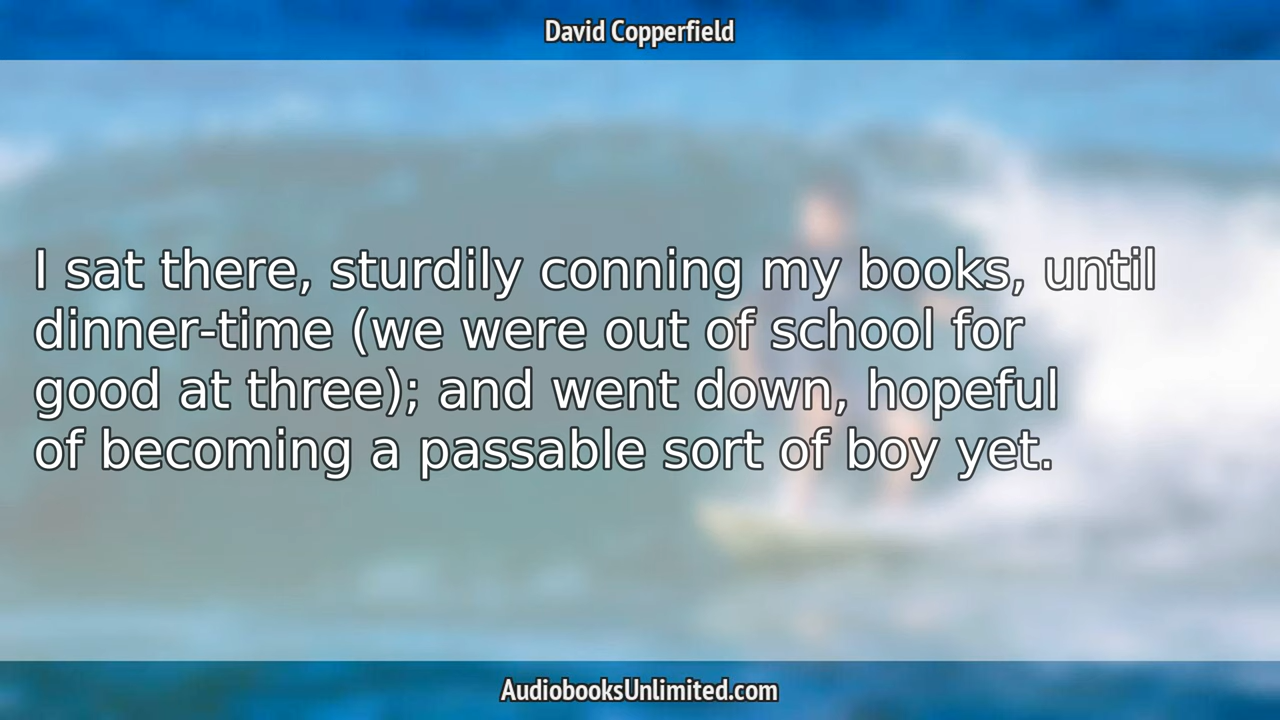 David Copperfield
I sat there, sturdily conning my books, until
dinner-time (we were out of school for
good at three); and went down, hopeful
of becoming a passable sort of boy yet.
AudiobooksUnlimited.com